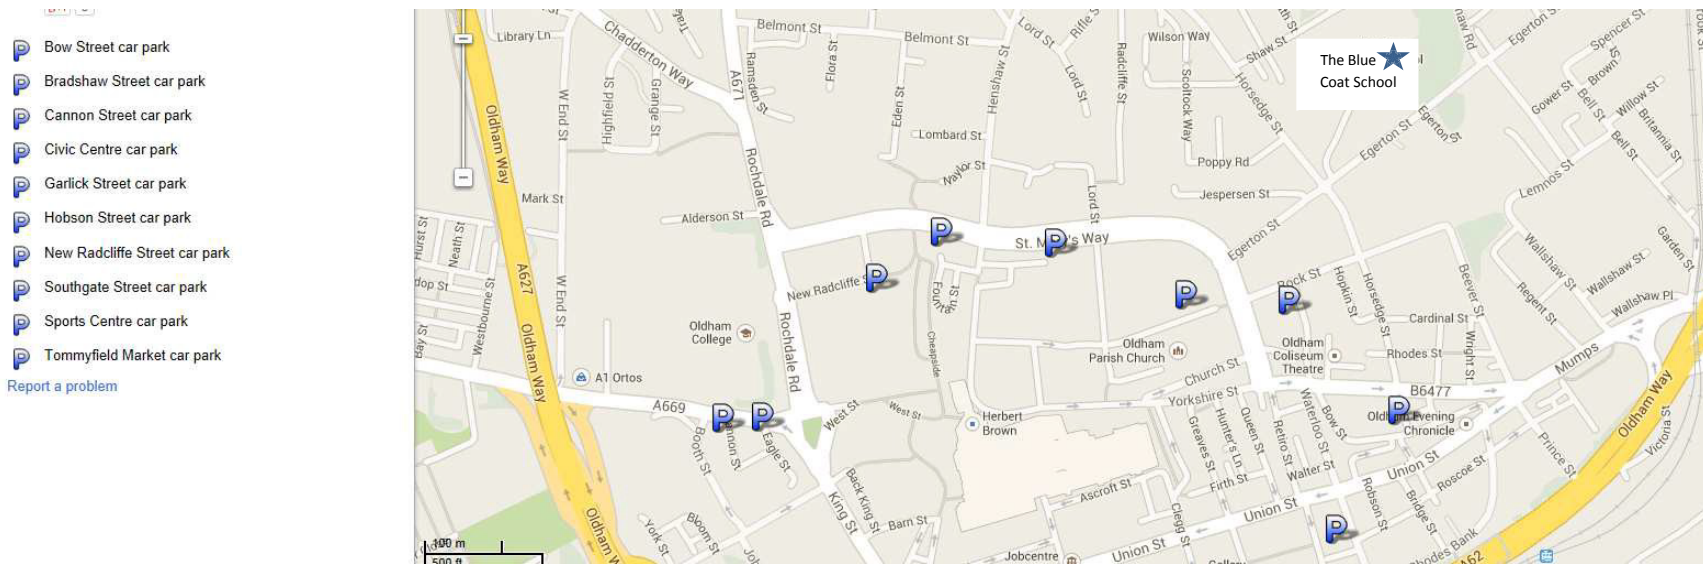 Bow Street car park
Bradshaw Street car park
Cannon Street car park
Civic Centre car park
Garlick Street car park
Hobson Street car park
New Radcliffe Street car park
Southgate Street car park
Sports Centre car park
Tommyfield Market car park
Report a problem
Library Ln
Chadderton Way
A671
Ramsden St
Belmont St
Belmont St
Flora St
Eden St
Henshaw St
Lord St
Rifle St
Lord St
Radcliffe St
Wilson Way
Shaw St
Scottock Way
Horsedge St
The Blue
Coat School
Egerton St
Spencer St
Brown St
Gower St
Bell St
Willow St
Britannia St
Bell St
Egerton St
Egerton St
Lemnos St
Oldham Way
W End St
Highfield St
Grange St
Lombard St
Naylor St
Poppy Rd
Jespersen St
Mark St
Alderson St
Rochdale Rd
Lord St
St. M
's Way
Egerton St
Hurst St
Neath St
A627
W End St
Westbourne St
Bay St
New Radcliffe S
Fountain St
Cheapside
Rock St
Hopkin St
Horsedge St
Beever St
Wallshaw St
Wallshaw St
Garden St
Regent St
Wallshaw Pl
Cardinal St
Rhodes St
Wright St
Mumps
Oldham
College
Rochdale Rd
Oldham
Parish Church
Oldham
Coliseum
Theatre
Church St
Yorkshire St
B6477
A1 Ortos
Oldham Way
A669
West St
West St
Herbert
Brown
Greaves St
Hunter's Ln
Queen St
Retiro St
Waterloo St
Bow St
Evening
Chronicle
Oldham Way
Victoria St
Prince St
Booth St
Eagle St
Walter St
Firth St
Union St
Roscoe St
Back King St
King St
Ascroft St
Clegg St
Union St
Robson St
Bridge St
Bloom St
York St
Barn St
Jobcentre
Union St
Rhodes Bank
A62
100 m
500 ft